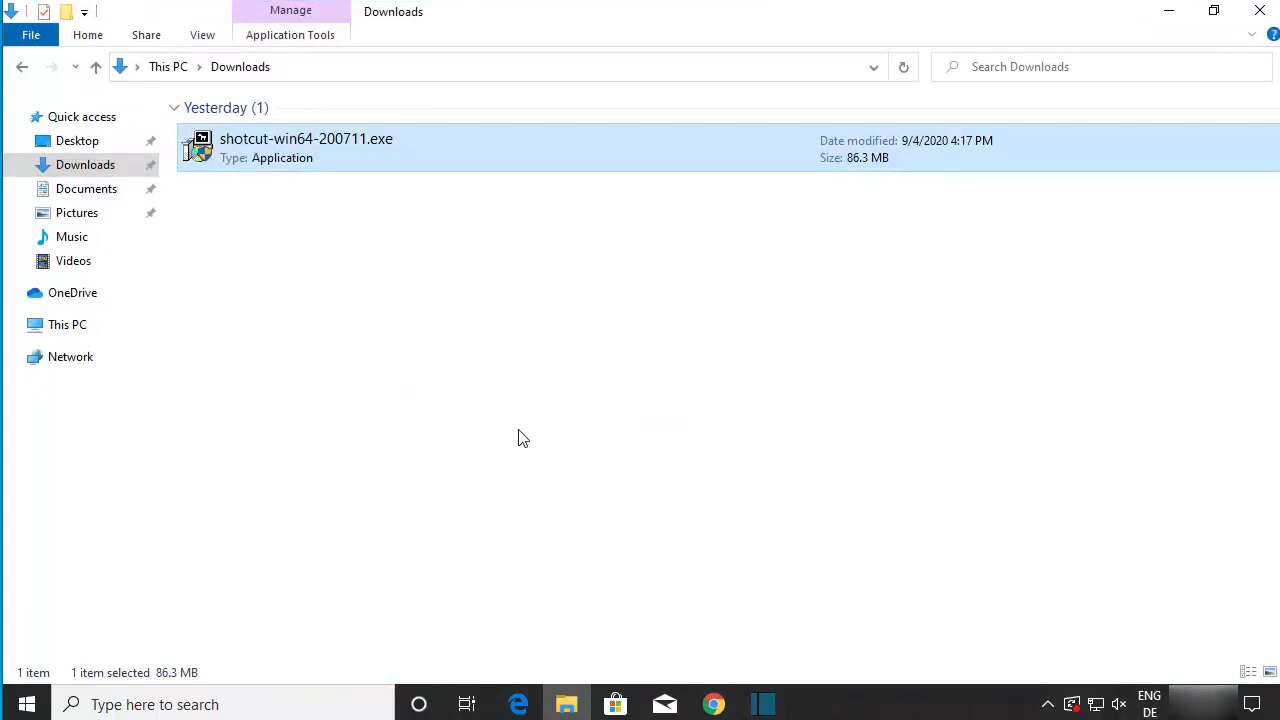 Manage
Downloads
File
Home
Share
View
Application Tools
This PC
Downloads
Search Downloads
Quick access
Desktop
Downloads
Documents
Pictures
Music
Videos
OneDrive
This PC
Network
Yesterday (1)
shotcut-win64-200711.exe
Type: Application
Date modified: 9/4/2020 4:17 PM
Size: 86.3 MB
1 item
1 item selected 86.3 MB
Type here to search
ENG
DE